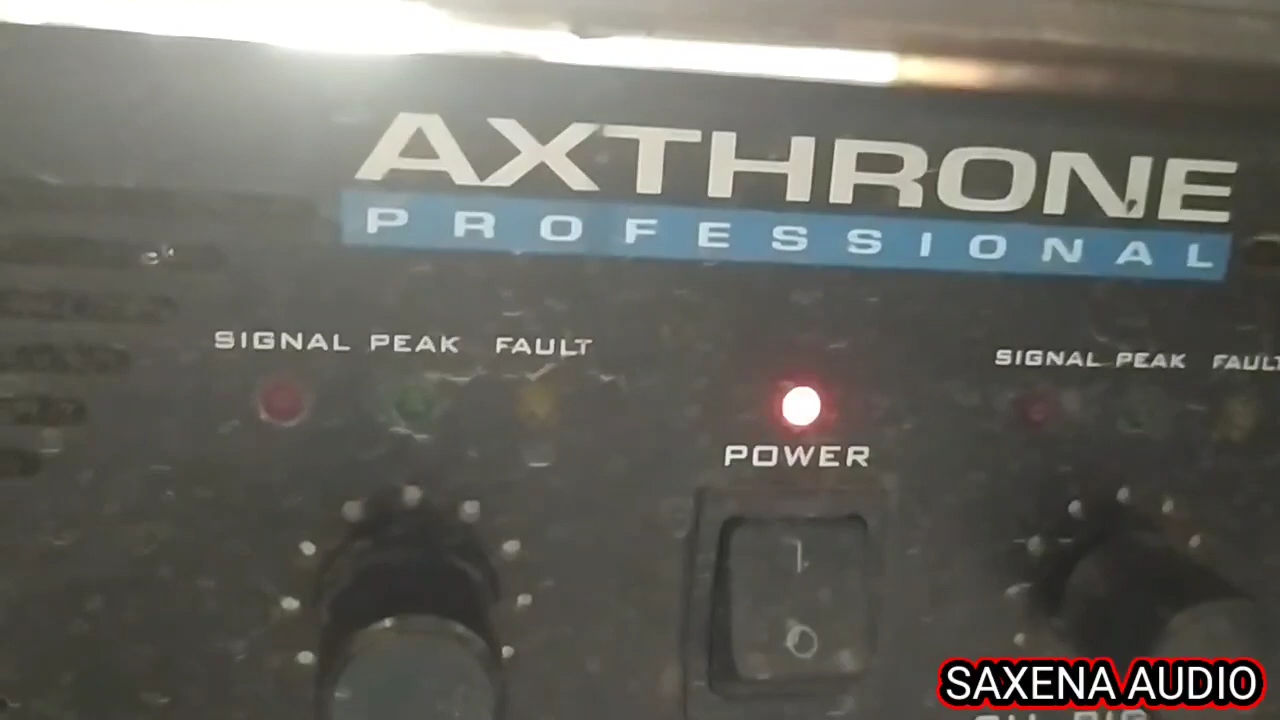 AXTHRONE
PROFESSIONAL
SIGNAL PEAK FAULT
SIGNAL PEAK FAULT
POWER
SAXENA AUDIO